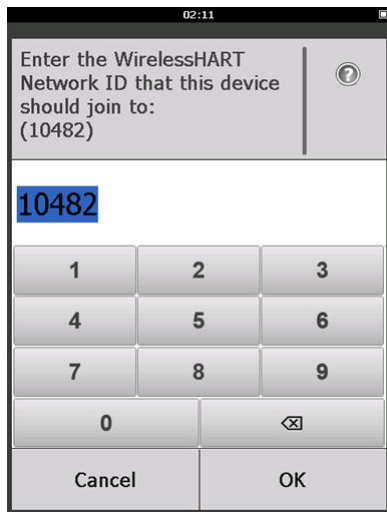 02:11
Enter the WirelessHART
Network ID that this device
should join to:
(10482)
?
10482
1 2 3
4 5 6
7 8 9
0
Cancel OK